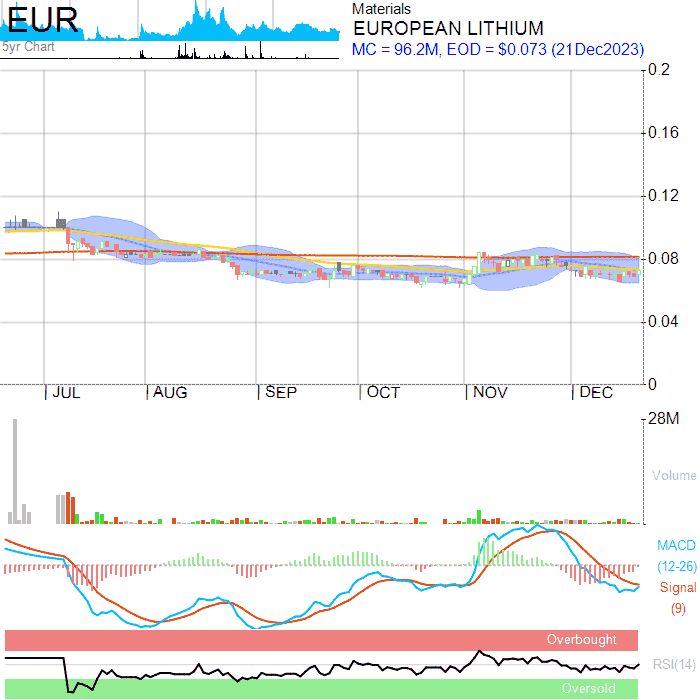 EUR
5yr Chart
Materials
EUROPEAN LITHIUM
MC = 96.2M, EOD = $0.073 (21Dec2023)
0.2
0.16
0.12
0.08
0.04
0
JUL AUG SEP OCT NOV DEC
28M
Volume
MACD
(12-26)
Signal
(9)
Overbought
RSI(14)
Oversold